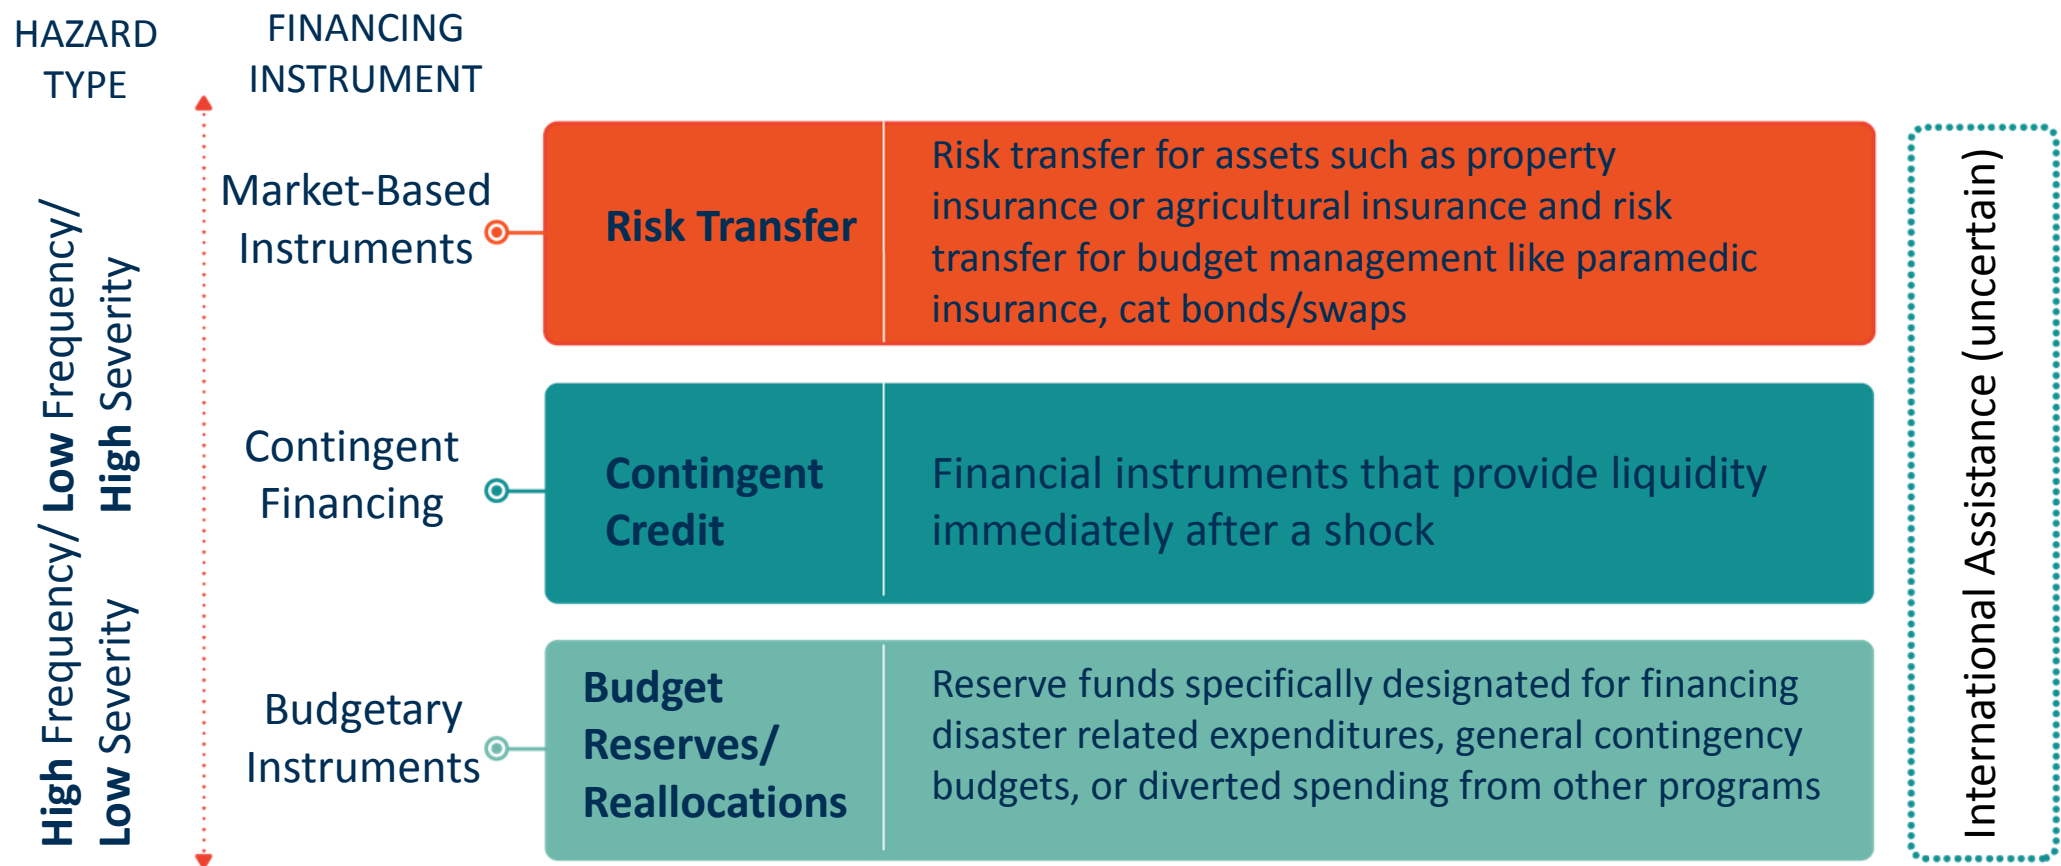 HAZARD
TYPE
FINANCING
INSTRUMENT
High Frequency/ Low Frequency/
Low Severity High Severity
Market-Based
Instruments
Risk Transfer
Risk transfer for assets such as property
insurance or agricultural insurance and risk
transfer for budget management like paramedic
insurance, cat bonds/swaps
Contingent
Financing
Contingent
Credit
Financial instruments that provide liquidity
immediately after a shock
Budgetary
Instruments
Budget
Reserves/
Reallocations
Reserve funds specifically designated for financing
disaster related expenditures, general contingency
budgets, or diverted spending from other programs
International Assistance (uncertain)